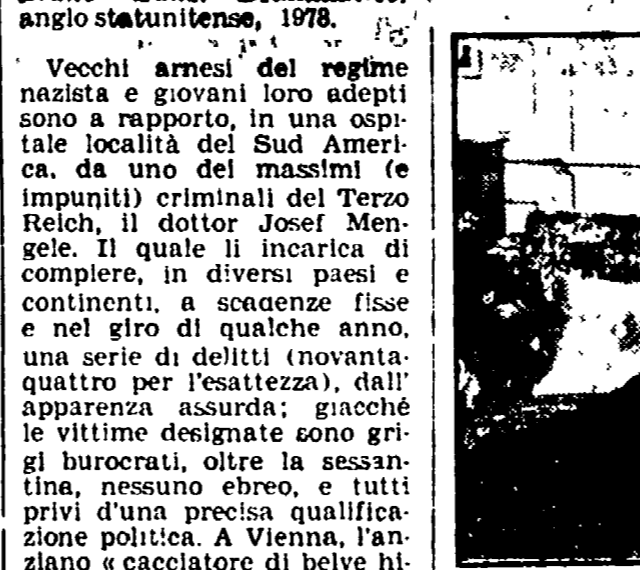 anglo statunitense, 1978.
Vecchi arnesi del regime
nazista e giovani loro adepti
sono a rapporto, in una ospi-
tale località del Sud Ameri-
ca, da uno dei massimi (e
impuniti) criminali del Terzo
Reich, il dottor Josef Men-
gele. Il quale li incarica di
compiere, in diversi paesi e
continenti, a scadenze fisse
e nel giro di qualche anno,
una serie di delitti (novanta-
quattro per l'esattezza), dall'
apparenza assurda; giacché
le vittime designate sono gri-
gi burocrati, oltre la sessan-
tina, nessuno ebreo, e tutti
privi d'una precisa qualifica-
zione politica. A Vienna, l'an-
ziano « cacciatore di belve hi-